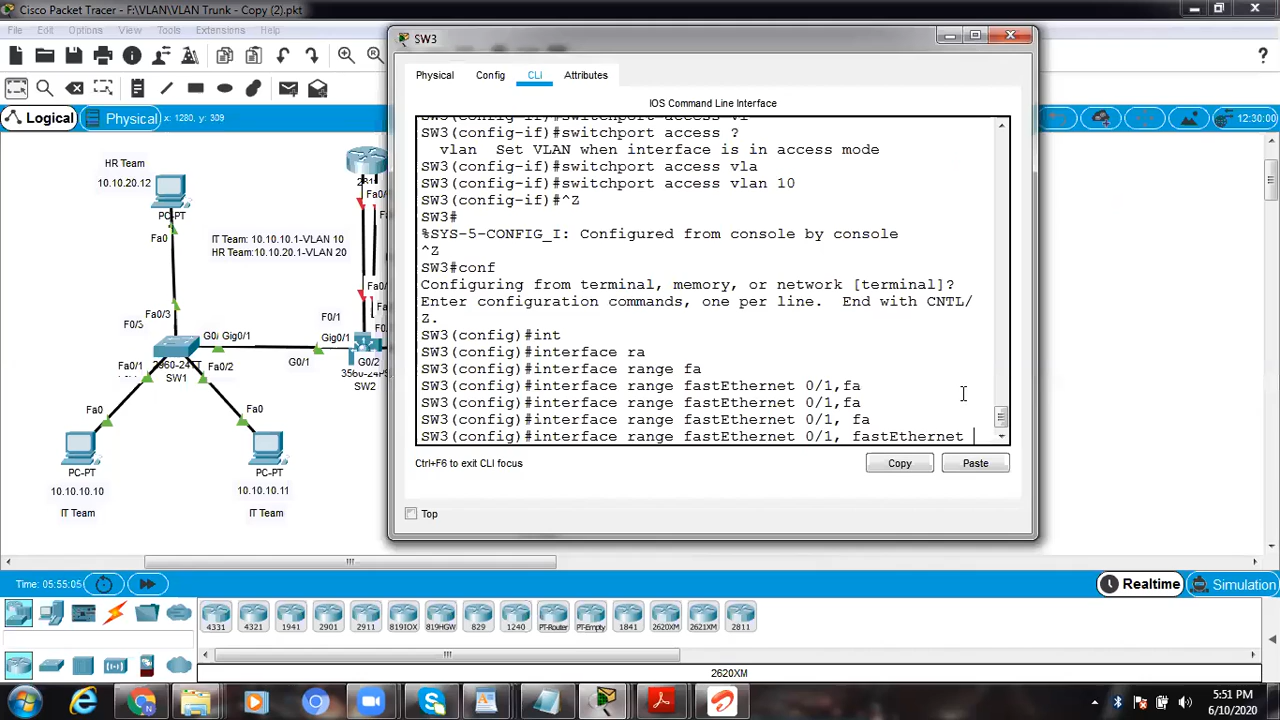 Cisco Packet Tracer - F:\VLAN\VLAN Trunk - Copy (2).pkt
File Edit Options View Tools Extensions Help
Logical Physical x: 1280, y: 309
12:30:00
SW3
Physical Config CLI Attributes
IOS Command Line Interface
SW3(config-if)#switchport access vl
SW3(config-if)#switchport access ?
vlan Set VLAN when interface is in access mode
SW3(config-if)#switchport access vla
SW3(config-if)#switchport access vlan 10
SW3(config-if)#^Z
SW3#
%SYS-5-CONFIG_I: Configured from console by console
^Z
SW3#conf
Configuring from terminal, memory, or network [terminal]?
Enter configuration commands, one per line. End with CNTL/
Z.
SW3(config)#int
SW3(config)#interface ra
SW3(config)#interface range fa
SW3(config)#interface range fastEthernet 0/1,fa
SW3(config)#interface range fastEthernet 0/1,fa
SW3(config)#interface range fastEthernet 0/1, fa
SW3(config)#interface range fastEthernet 0/1, fastEthernet
Ctrl+F6 to exit CLI focus
Copy Paste
Top
HR Team
10.10.20.12
PC-PT
Fa0
IT Team: 10.10.10.1-VLAN 10
HR Team: 10.10.20.1-VLAN 20
Fa0/3
F0/1
Gig0/1
G0/1
G0/2
SW1
SW2
Fa0/1
Fa0/2
Fa0
Fa0
PC-PT
PC-PT
10.10.10.10
10.10.10.11
IT Team
IT Team
Time: 05:55:05
Realtime Simulation
4331 4321 1941 2901 2911 819IOX 819HGW 829 1240 PT-Router PT-Empty 1841 2620XM 2621XM 2811
2620XM
5:51 PM
6/10/2020